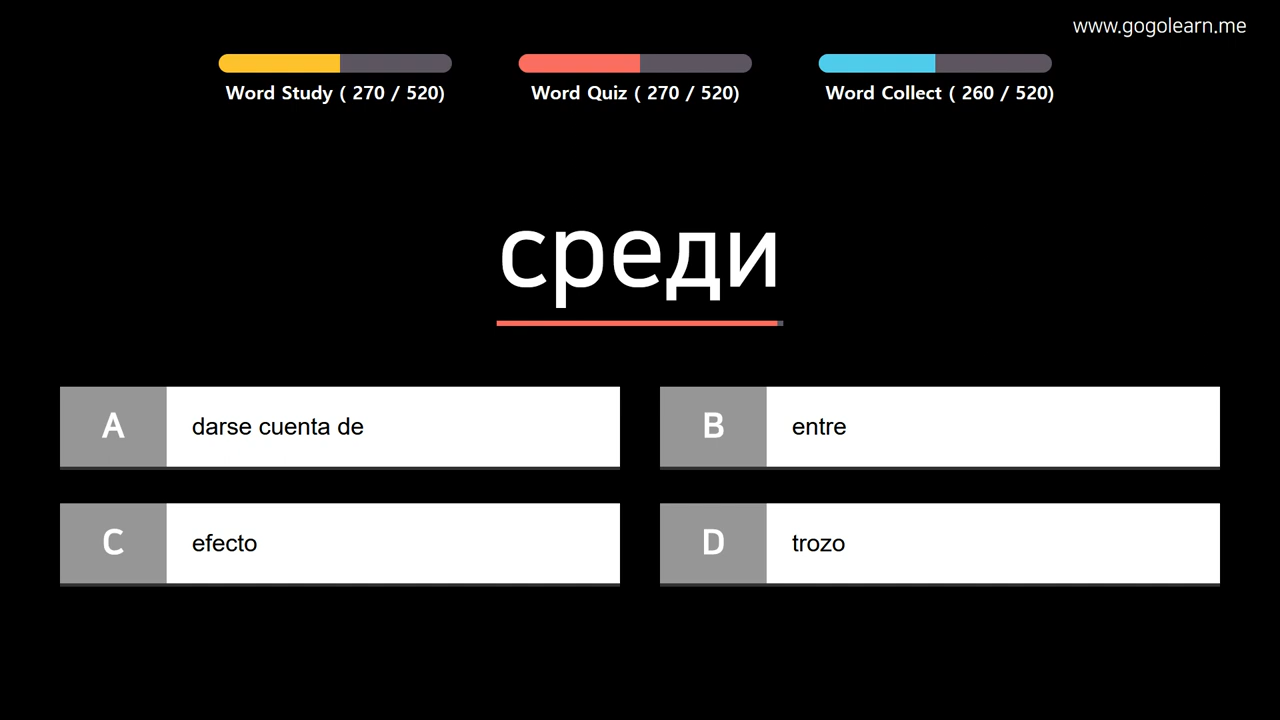 www.gogolearn.me
Word Study ( 270 / 520)
Word Quiz ( 270 / 520)
Word Collect ( 260 / 520)
среди
A darse cuenta de
B entre
C efecto
D trozo